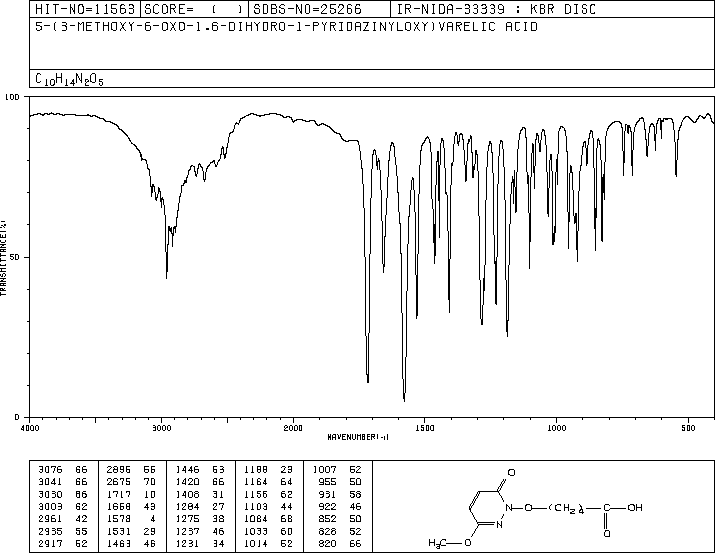 HIT-NO=11563 SCORE= ( ) SDBS-NO=25266 IR-NIDA-33339 : KBR DISC
5-(3-METHOXY-6-OXO-1,6-DIHYDRO-1-PYRIDAZINYLOXY)VARELIC ACID
C10H14N2O5
100
50
0
TRANSMITTANCE(%)
4000 3000 2000 1500 1000 500
WAVENUMBER(-1)
3076 66 2896 56 1446 53 1188 23 1007 52
3041 66 2675 70 1420 66 1164 64 955 50
3030 66 1717 10 1408 31 1156 62 931 58
3003 62 1658 43 1284 27 1103 44 922 46
2961 42 1578 4 1275 38 1084 68 852 50
2935 55 1531 29 1237 46 1033 60 828 52
2917 52 1463 46 1231 34 1014 52 820 66
O
N
N
O
(CH2)4
C
OH
O
H3C
O